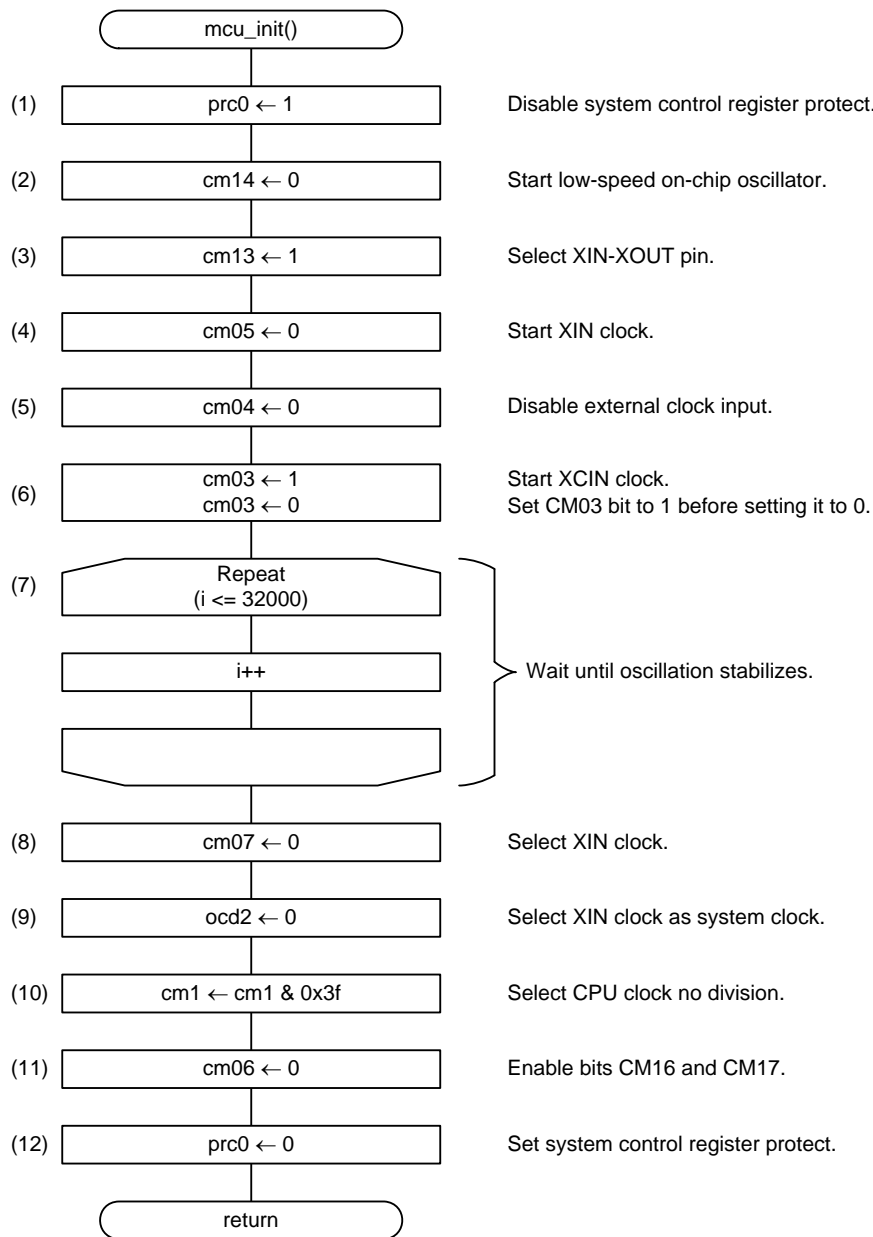 mcu_init()
(1) prc0 ← 1 Disable system control register protect.
(2) cm14 ← 0 Start low-speed on-chip oscillator.
(3) cm13 ← 1 Select XIN-XOUT pin.
(4) cm05 ← 0 Start XIN clock.
(5) cm04 ← 0 Disable external clock input.
(6) cm03 ← 1 Start XCIN clock.
cm03 ← 0 Set CM03 bit to 1 before setting it to 0.
(7) Repeat
(i <= 32000)
i++ Wait until oscillation stabilizes.
(8) cm07 ← 0 Select XIN clock.
(9) ocd2 ← 0 Select XIN clock as system clock.
(10) cm1 ← cm1 & 0x3f Select CPU clock no division.
(11) cm06 ← 0 Enable bits CM16 and CM17.
(12) prc0 ← 0 Set system control register protect.
return